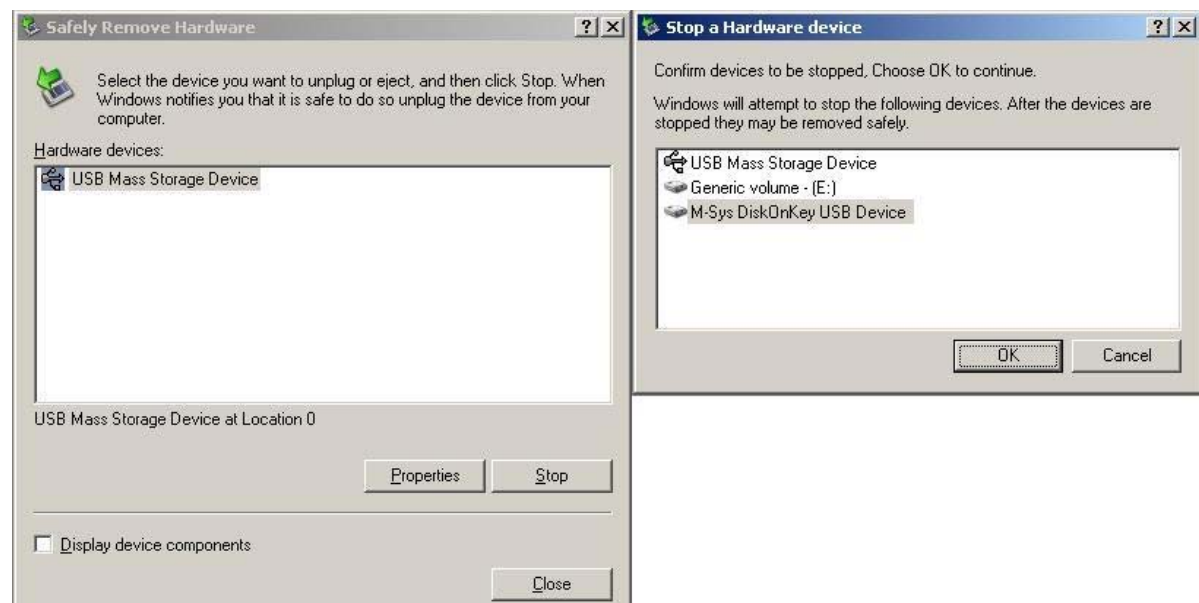 Safely Remove Hardware
Select the device you want to unplug or eject, and then click Stop. When
Windows notifies you that it is safe to do so unplug the device from your
computer.
Hardware devices:
USB Mass Storage Device
USB Mass Storage Device at Location 0
Properties
Stop
Display device components
Close
Stop a Hardware device
Confirm devices to be stopped, Choose OK to continue.
Windows will attempt to stop the following devices. After the devices are
stopped they may be removed safely.
USB Mass Storage Device
Generic volume - (E:)
M-Sys DiskOnKey USB Device
OK
Cancel